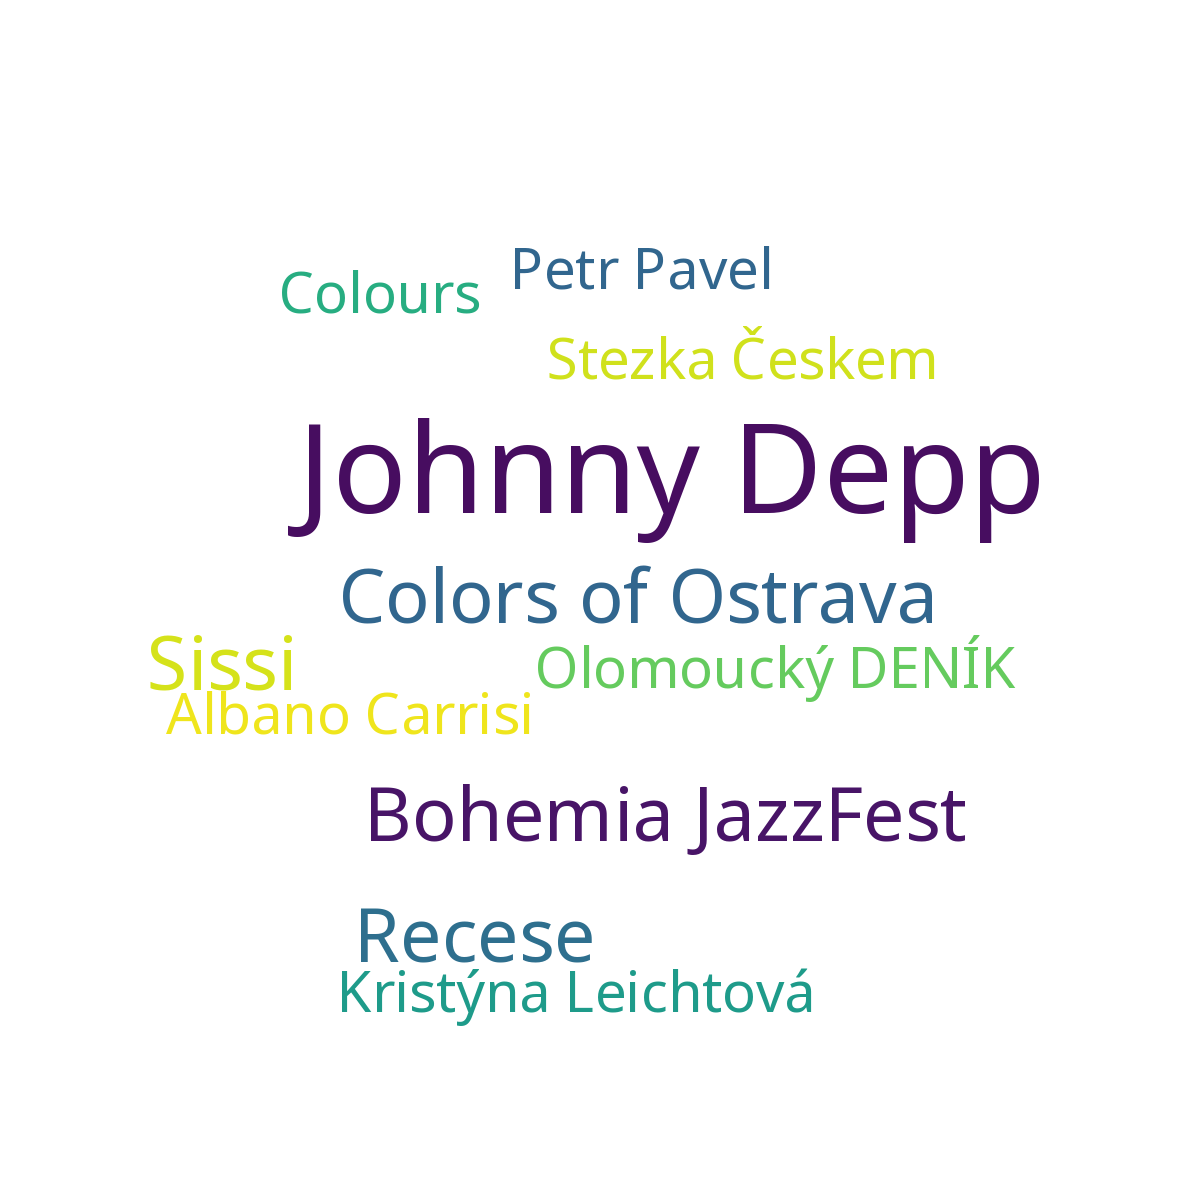 Petr Pavel
Colours
Stezka Českem
Johnny Depp
Colors of Ostrava
Sissi
Olomoucký DENÍK
Albano Carrisi
Bohemia JazzFest
Recese
Kristýna Leichtová